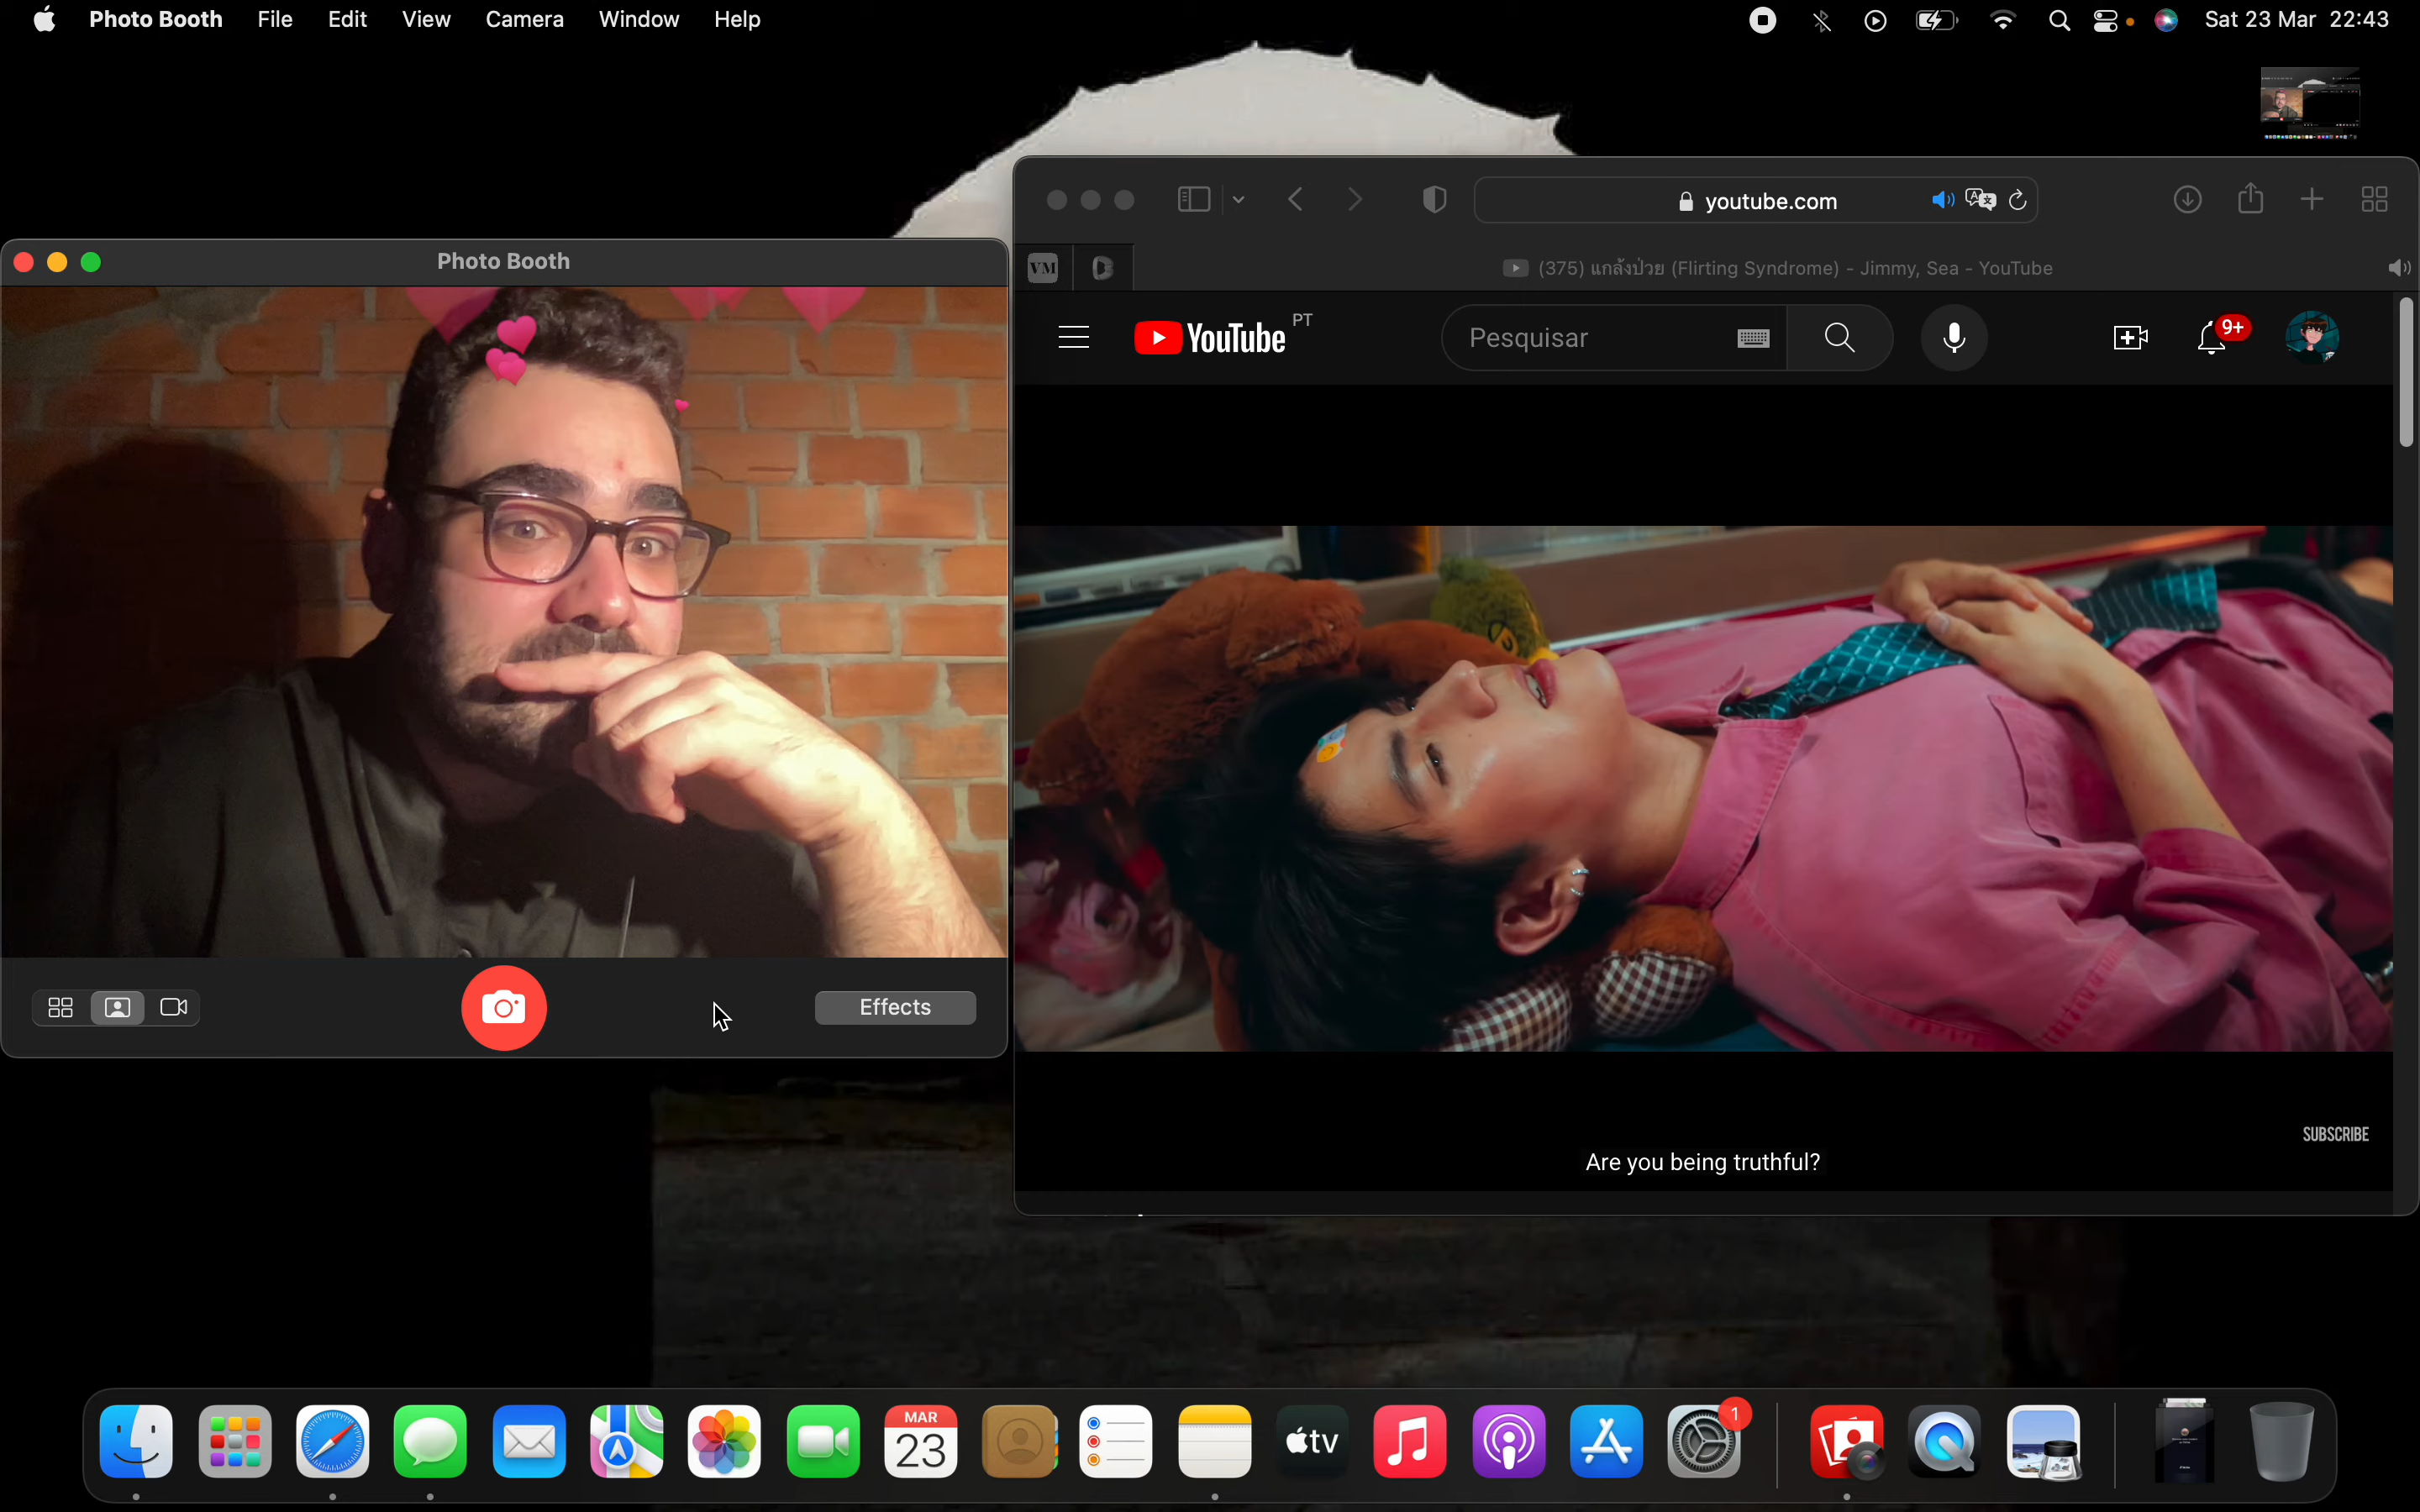 Photo Booth File Edit View Camera Window Help Sat 23 Mar 22:43
youtube.com
Photo Booth
VM (375) แกล้งป่วย (Flirting Syndrome) - Jimmy, Sea - YouTube
YouTube PT Pesquisar 9+
Effects
SUBSCRIBE
Are you being truthful?
MAR
23
tv
1